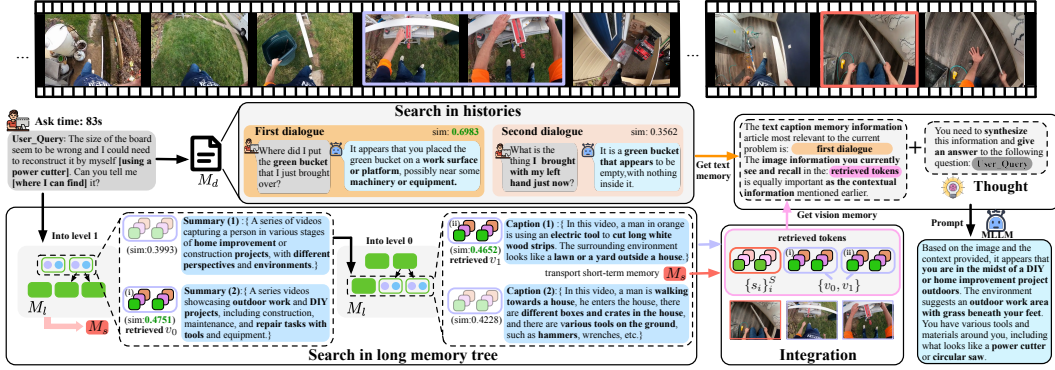 ...
...
Ask time: 83s
User_Query: The size of the board
seem to be wrong and I could need
to reconstruct it by myself [using a
power cutter]. Can you tell me
[where I can find] it?
M_d
Search in histories
First dialogue
sim: 0.6983
Where did I put
the green bucket
that I just brought
over?
It appears that you placed the
green bucket on a work surface
or platform, possibly near some
machinery or equipment.
Second dialogue
sim: 0.3562
What is the
thing I brought
with my left
hand just now?
It is a green bucket
that appears to be
empty,with nothing
inside it.
Get text
memory
The text caption memory information
article most relevant to the current
problem is: first dialogue
The image information you currently
see and recall in the: retrieved tokens
is equally important as the contextual
information mentioned earlier.
+
You need to synthesize
this information and give
an answer to the following
question: User_Query
Thought
Get vision memory
Prompt
MLLM
Into level 1
M_l
M_s
(i)
(sim:0.3993)
Summary (1) :{ A series of videos
capturing a person in various stages
of home improvement or
construction projects, with different
perspectives and environments.}
(ii)
(sim:0.4751)
retrieved v_0
Summary (2) :{ A series videos
showcasing outdoor work and DIY
projects, including construction,
maintenance, and repair tasks with
tools and equipment.}
Into level 0
M_l
(ii)
(sim:0.4652)
retrieved v_1
Caption (1) :{ In this video, a man in orange
is using an electric tool to cut long white
wood strips. The surrounding environment
looks like a lawn or a yard outside a house.}
transport short-term memory
M_s
(sim:0.4228)
Caption (2) :{ In this video, a man is walking
towards a house, he enters the house, there
are different boxes and crates in the house,
and there are various tools on the ground,
such as hammers, wrenches, etc.}
Search in long memory tree
retrieved tokens
(i)
(ii)
{s_i}_i^S
{v_0, v_1}
Integration
Based on the image and the
context provided, it appears that
you are in the midst of a DIY
or home improvement project
outdoors. The environment
suggests an outdoor work area
with grass beneath your feet.
You have various tools and
materials around you, including
what looks like a power cutter
or circular saw.